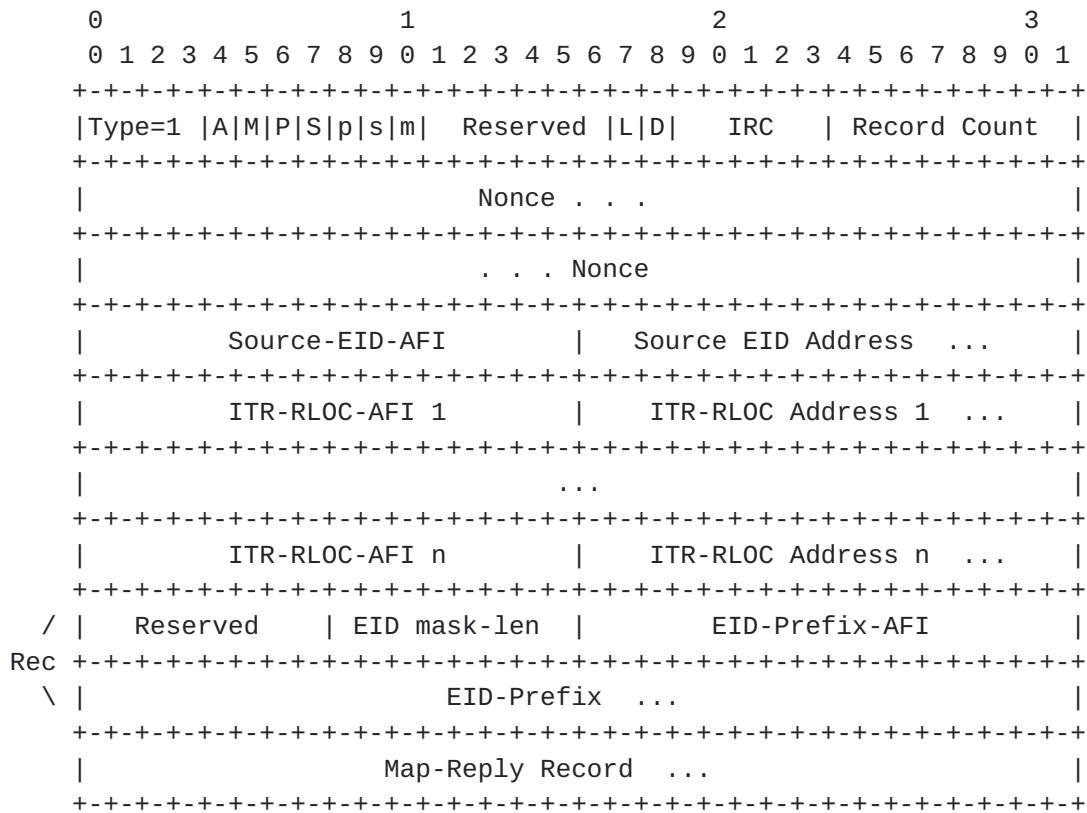 0                   1                   2                   3
        0 1 2 3 4 5 6 7 8 9 0 1 2 3 4 5 6 7 8 9 0 1 2 3 4 5 6 7 8 9 0 1
       +-+-+-+-+-+-+-+-+-+-+-+-+-+-+-+-+-+-+-+-+-+-+-+-+-+-+-+-+-+-+-+-+
       |Type=1 |A|M|P|S|p|s|m|  Reserved |L|D|   IRC   | Record Count  |
       +-+-+-+-+-+-+-+-+-+-+-+-+-+-+-+-+-+-+-+-+-+-+-+-+-+-+-+-+-+-+-+-+
       |                         Nonce . . .                           |
       +-+-+-+-+-+-+-+-+-+-+-+-+-+-+-+-+-+-+-+-+-+-+-+-+-+-+-+-+-+-+-+-+
       |                         . . . Nonce                           |
       +-+-+-+-+-+-+-+-+-+-+-+-+-+-+-+-+-+-+-+-+-+-+-+-+-+-+-+-+-+-+-+-+
       |         Source-EID-AFI        |   Source EID Address  ...     |
       +-+-+-+-+-+-+-+-+-+-+-+-+-+-+-+-+-+-+-+-+-+-+-+-+-+-+-+-+-+-+-+-+
       |         ITR-RLOC-AFI 1        |    ITR-RLOC Address 1  ...    |
       +-+-+-+-+-+-+-+-+-+-+-+-+-+-+-+-+-+-+-+-+-+-+-+-+-+-+-+-+-+-+-+-+
       |                              ...                              |
       +-+-+-+-+-+-+-+-+-+-+-+-+-+-+-+-+-+-+-+-+-+-+-+-+-+-+-+-+-+-+-+-+
       |         ITR-RLOC-AFI n        |    ITR-RLOC Address n  ...    |
       +-+-+-+-+-+-+-+-+-+-+-+-+-+-+-+-+-+-+-+-+-+-+-+-+-+-+-+-+-+-+-+-+
     / |   Reserved    | EID mask-len  |        EID-Prefix-AFI         |
   Rec +-+-+-+-+-+-+-+-+-+-+-+-+-+-+-+-+-+-+-+-+-+-+-+-+-+-+-+-+-+-+-+-+
     \ |                       EID-Prefix  ...                         |
       +-+-+-+-+-+-+-+-+-+-+-+-+-+-+-+-+-+-+-+-+-+-+-+-+-+-+-+-+-+-+-+-+
       |                   Map-Reply Record  ...                       |
       +-+-+-+-+-+-+-+-+-+-+-+-+-+-+-+-+-+-+-+-+-+-+-+-+-+-+-+-+-+-+-+-+